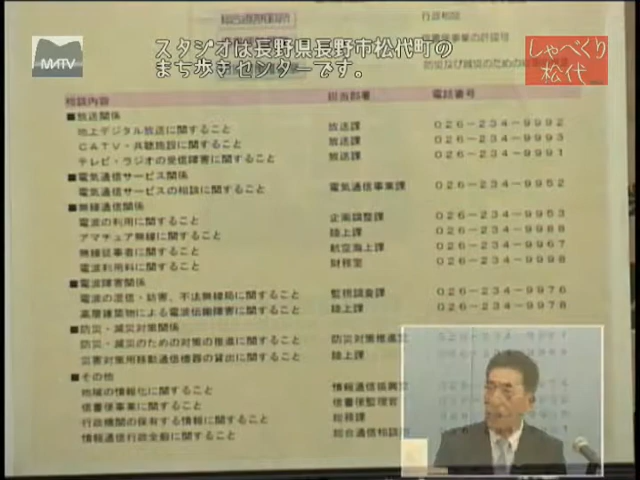 総合通信相談所 行政相談
MATV
スタジオは長野県長野市松代町の
まち歩きセンターです。
しゃべくり
松代
相談内容 担当部署 電話番号
■放送関係
地上デジタル放送に関すること 放送課 026-234-9992
CATV・共聴施設に関すること 放送課 026-234-9993
テレビ・ラジオの受信障害に関すること 放送課 026-234-9991
■電気通信サービス関係
電気通信サービスの相談に関すること 電気通信事業課 026-234-9952
■無線通信関係
電波の利用に関すること 企画調整課 026-234-9953
アマチュア無線に関すること 陸上課 026-234-9988
無線従事者に関すること 航空海上課 026-234-9967
電波利用料に関すること 財務室 026-234-9998
■電波障害関係
電波の混信・妨害、不法無線局に関すること 監視調査課 026-234-9976
高層建築物による電波伝搬障害に関すること 陸上課 026-234-9978
■防災・減災対策関係
防災・減災のための対策の推進に関すること 防災対策推進
災害対策用移動通信機器の貸出に関すること 陸上課
■その他
地域の情報化に関すること 情報通信振興
信書便事業に関すること 信書便監理官
行政機関の保有する情報に関すること 総務課
情報通信行政全般に関すること 総合通信相談